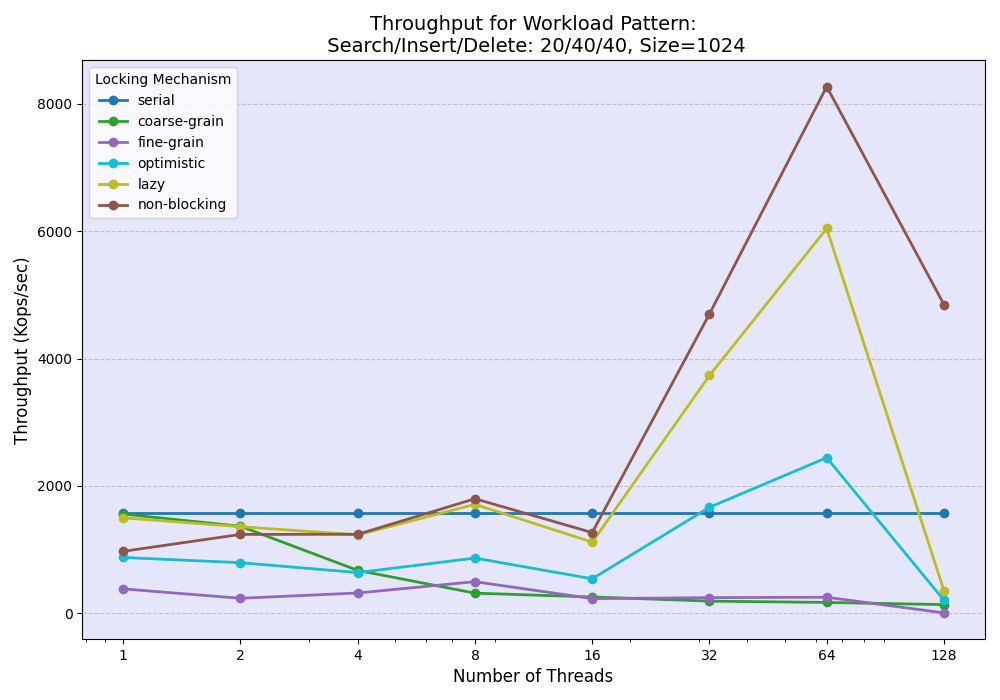 Throughput for Workload Pattern:
Search/Insert/Delete: 20/40/40, Size=1024
Locking Mechanism
serial
coarse-grain
fine-grain
optimistic
lazy
non-blocking
Throughput (Kops/sec)
8000
6000
4000
2000
0
1 2 4 8 16 32 64 128
Number of Threads